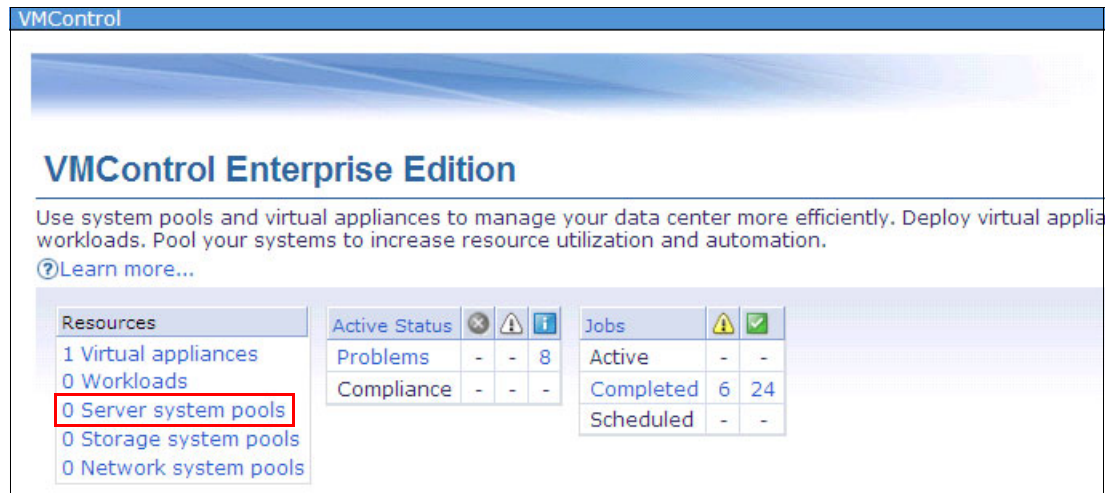 VMControl
VMControl Enterprise Edition
Use system pools and virtual appliances to manage your data center more efficiently. Deploy virtual applia
workloads. Pool your systems to increase resource utilization and automation.
?Learn more...
Resources
1 Virtual appliances
0 Workloads
0 Server system pools
0 Storage system pools
0 Network system pools
Active Status
Problems - - 8
Compliance - - -
Jobs
Active - -
Completed 6 24
Scheduled - -